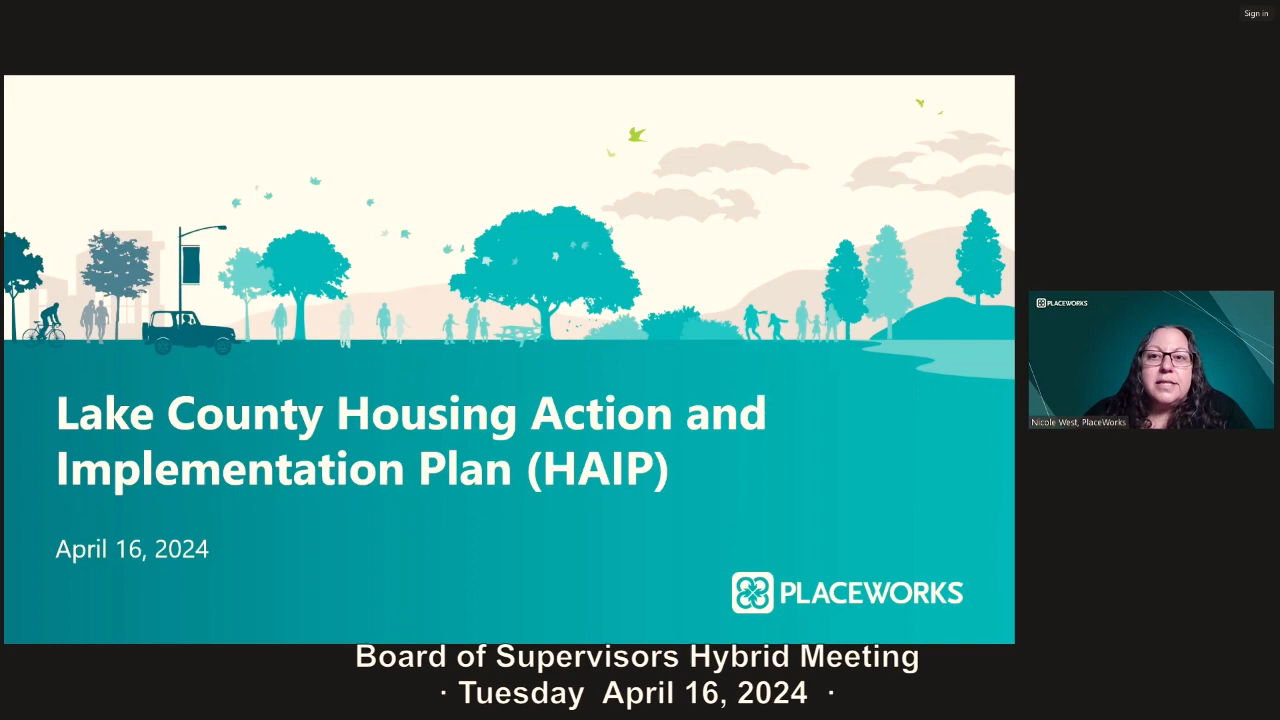 Sign in
Lake County Housing Action and
Implementation Plan (HAIP)
April 16, 2024
PLACEWORKS
PLACEWORKS
Nicole West, PlaceWorks
Board of Supervisors Hybrid Meeting
· Tuesday April 16, 2024 ·